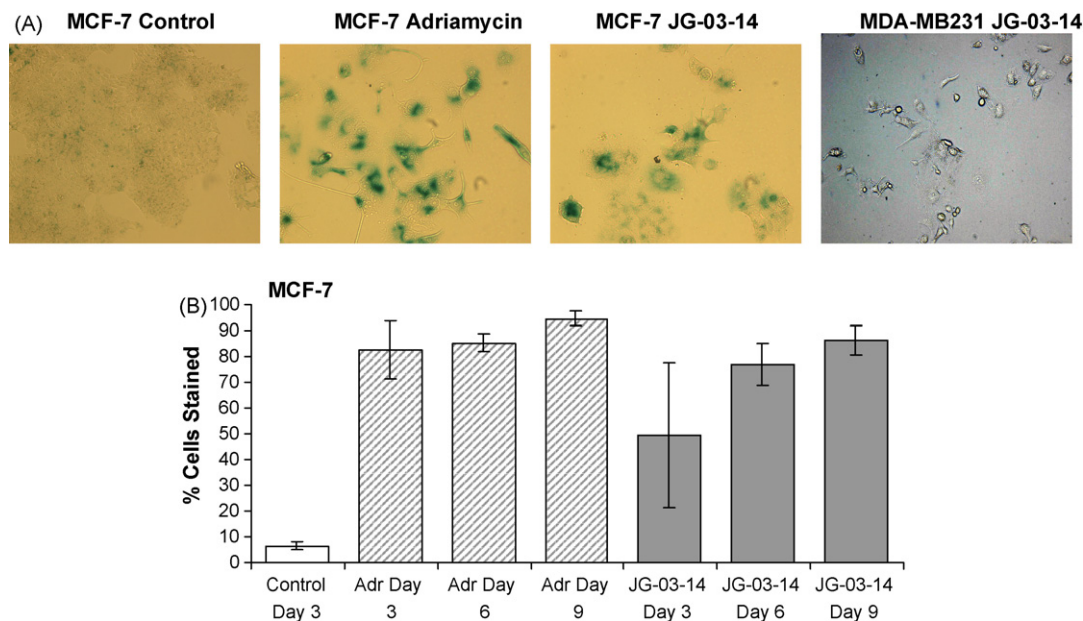 (A) MCF-7 Control MCF-7 Adriamycin MCF-7 JG-03-14 MDA-MB231 JG-03-14
(B) MCF-7
% Cells Stained
100
90
80
70
60
50
40
30
20
10
0
Control Adr Day Adr Day Adr Day JG-03-14 JG-03-14 JG-03-14
Day 3 3 6 9 Day 3 Day 6 Day 9